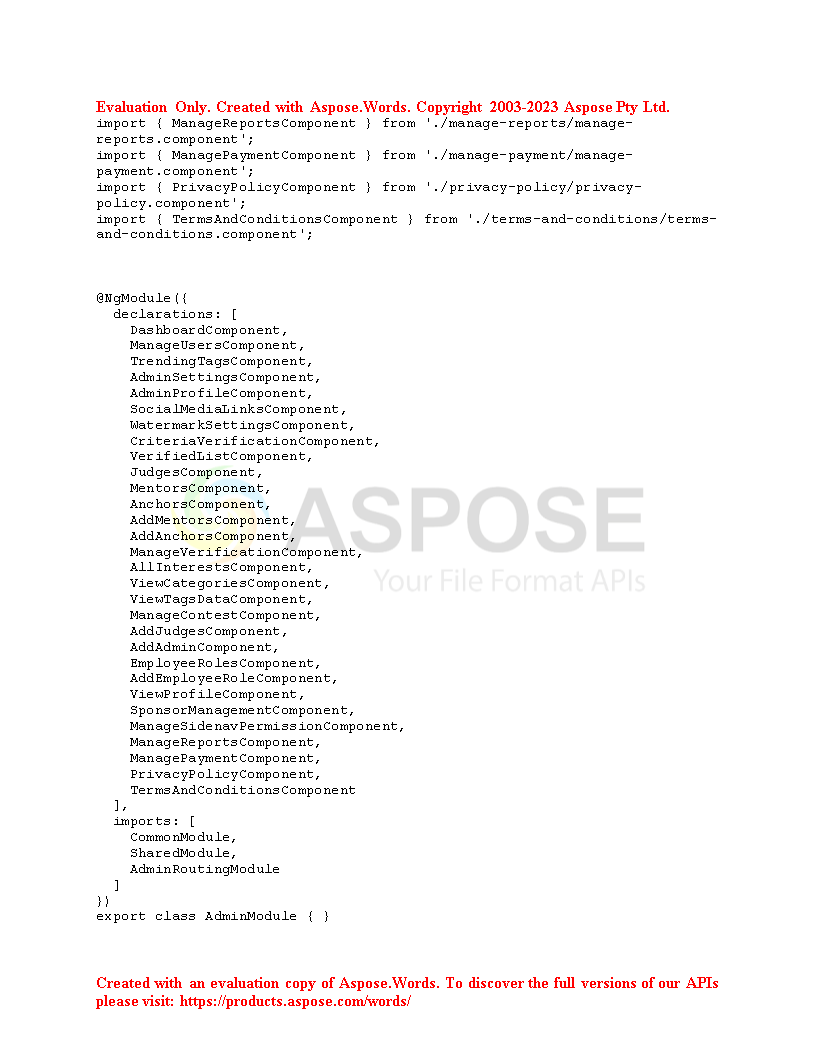 Evaluation Only. Created with Aspose.Words. Copyright 2003-2023 Aspose Pty Ltd.
import { ManageReportsComponent } from './manage-reports/manage-
reports.component';
import { ManagePaymentComponent } from './manage-payment/manage-
payment.component';
import { PrivacyPolicyComponent } from './privacy-policy/privacy-
policy.component';
import { TermsAndConditionsComponent } from './terms-and-conditions/terms-
and-conditions.component';
@NgModule({
  declarations: [
    DashboardComponent,
    ManageUsersComponent,
    TrendingTagsComponent,
    AdminSettingsComponent,
    AdminProfileComponent,
    SocialMediaLinksComponent,
    WatermarkSettingsComponent,
    CriteriaVerificationComponent,
    VerifiedListComponent,
    JudgesComponent,
    MentorsComponent,
    AnchorsComponent,
    AddMentorsComponent,
    AddAnchorsComponent,
    ManageVerificationComponent,
    AllInterestsComponent,
    ViewCategoriesComponent,
    ViewTagsDataComponent,
    ManageContestComponent,
    AddJudgesComponent,
    AddAdminComponent,
    EmployeeRolesComponent,
    AddEmployeeRoleComponent,
    ViewProfileComponent,
    SponsorManagementComponent,
    ManageSidenavPermissionComponent,
    ManageReportsComponent,
    ManagePaymentComponent,
    PrivacyPolicyComponent,
    TermsAndConditionsComponent
  ],
  imports: [
    CommonModule,
    SharedModule,
    AdminRoutingModule
  ]
})
export class AdminModule { }
ASPOSE
Your File Format APIs
Created with an evaluation copy of Aspose.Words. To discover the full versions of our APIs
please visit: https://products.aspose.com/words/